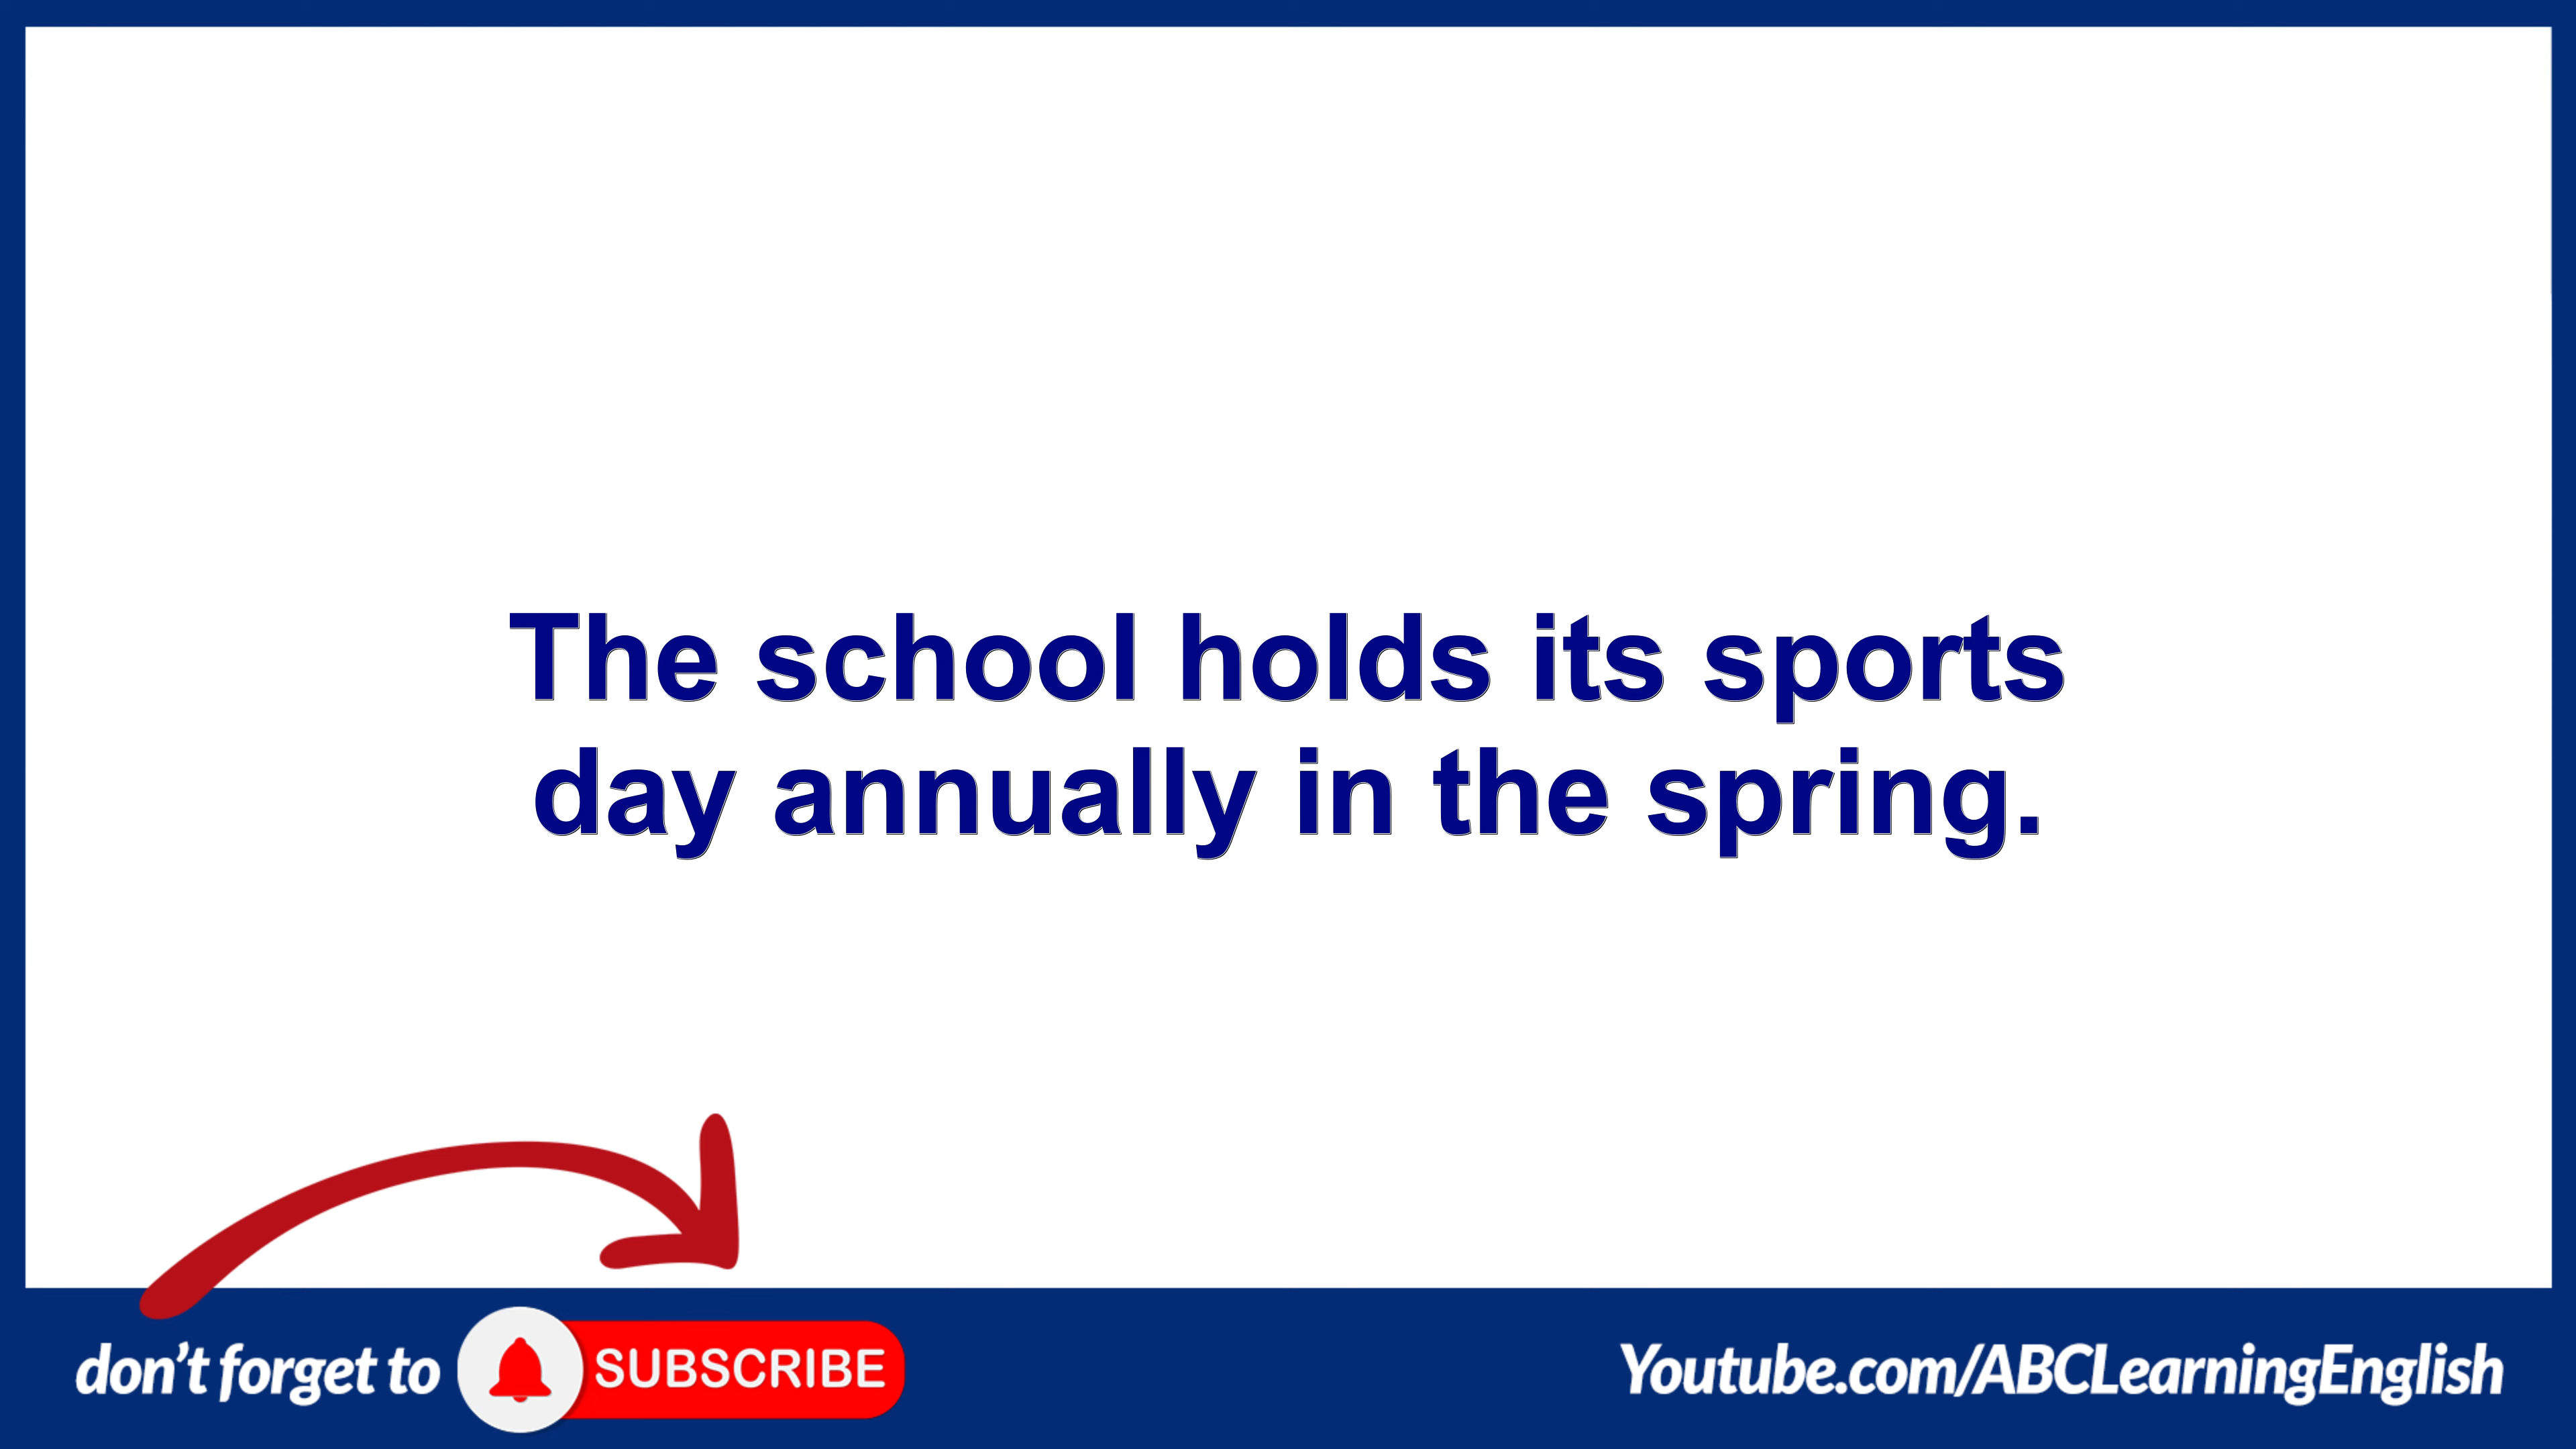 The school holds its sports
day annually in the spring.
don't forget to SUBSCRIBE
Youtube.com/ABCLearningEnglish